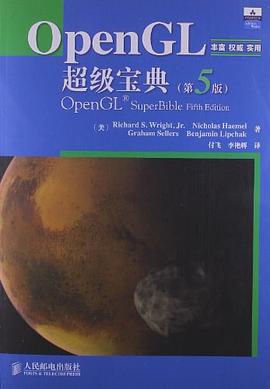 PEARSON
OpenGL
丰富 权威 实用
超级宝典(第5版)
OpenGL® SuperBible Fifth Edition
(美) Richard S. Wright, Jr. Nicholas Haemel 著
Graham Sellers Benjamin Lipchak
付飞 李艳辉 译
人民邮电出版社
POSTS & TELECOM PRESS